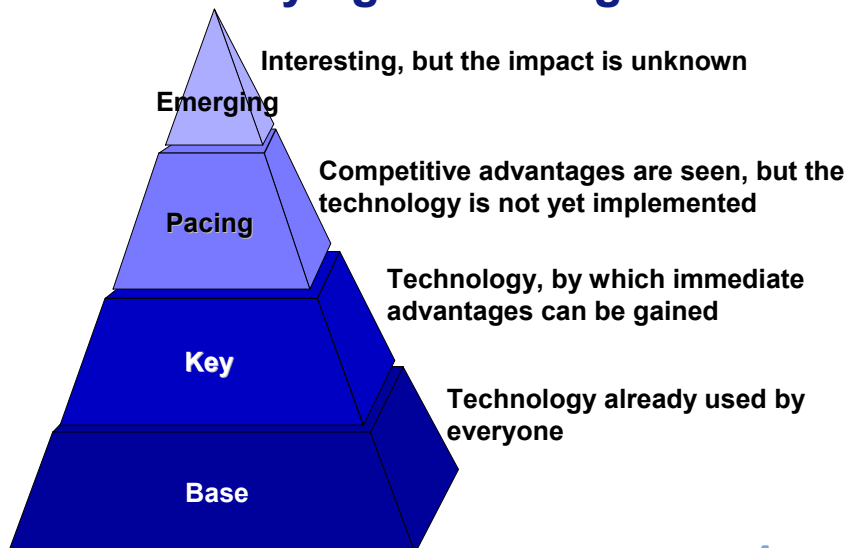 Emerging
Interesting, but the impact is unknown
Pacing
Competitive advantages are seen, but the
technology is not yet implemented
Key
Technology, by which immediate
advantages can be gained
Base
Technology already used by
everyone